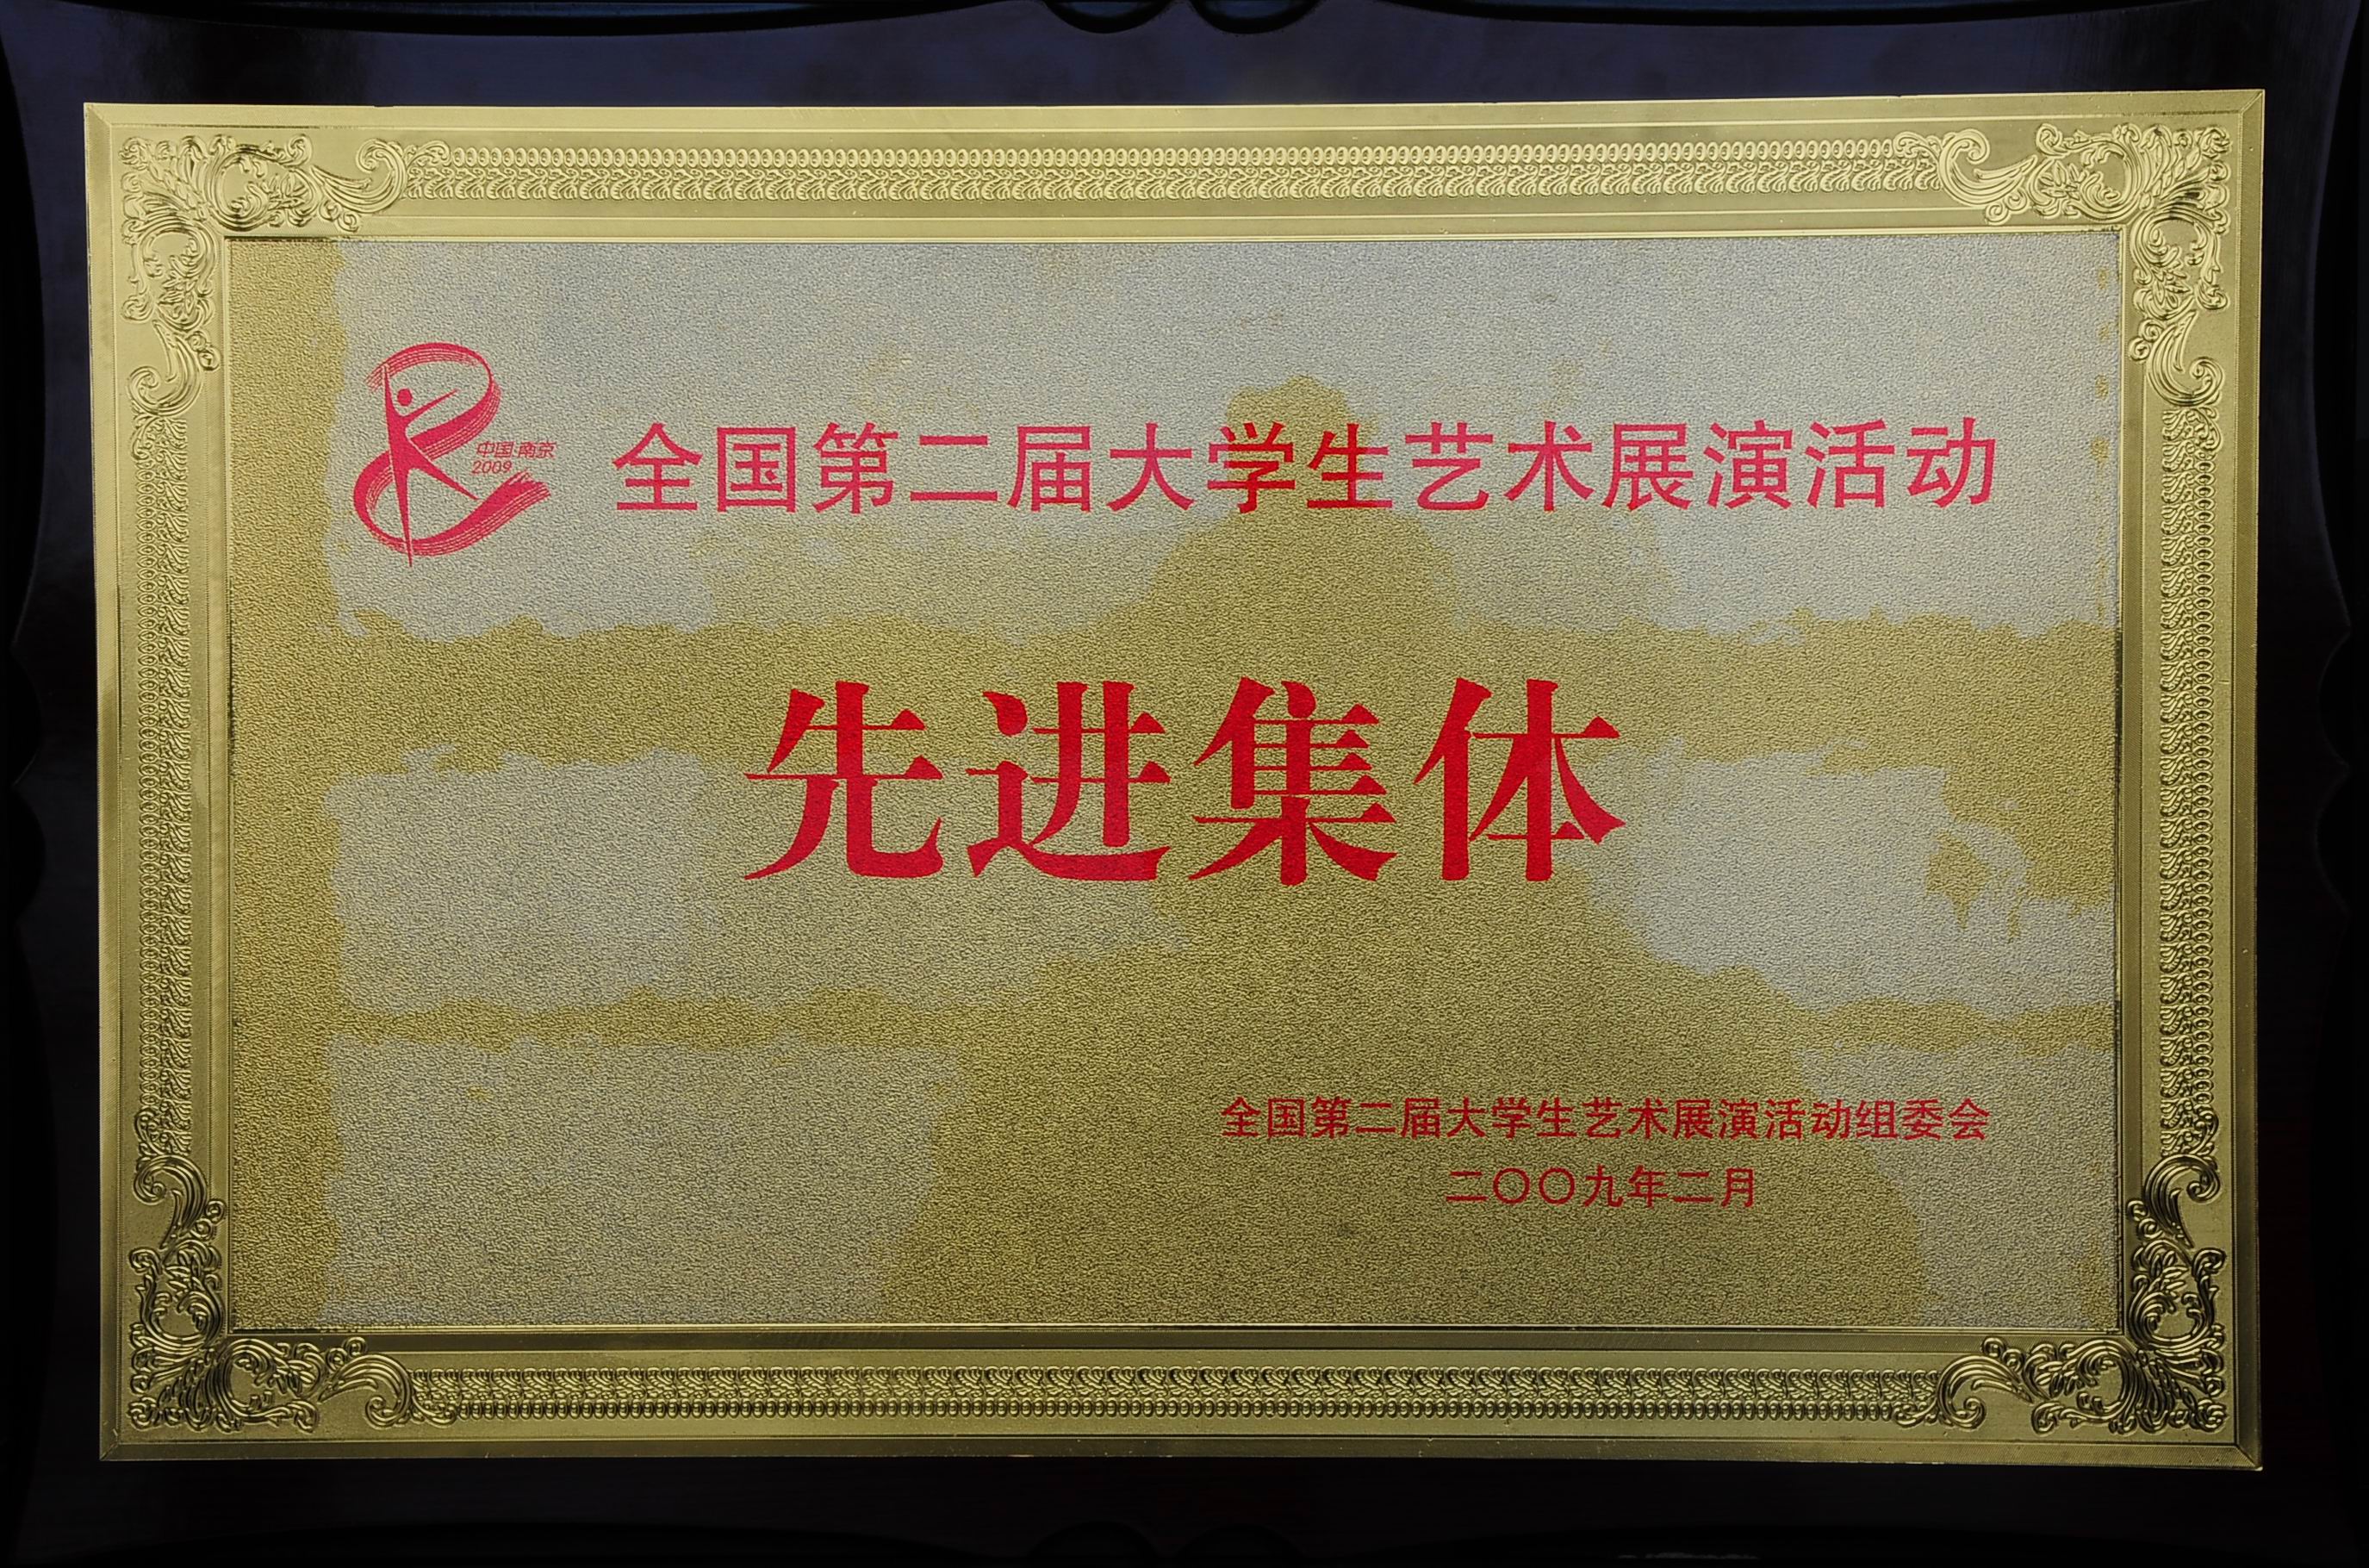 中国·南京
2009
全国第二届大学生艺术展演活动
先进集体
全国第二届大学生艺术展演活动组委会
二〇〇九年二月